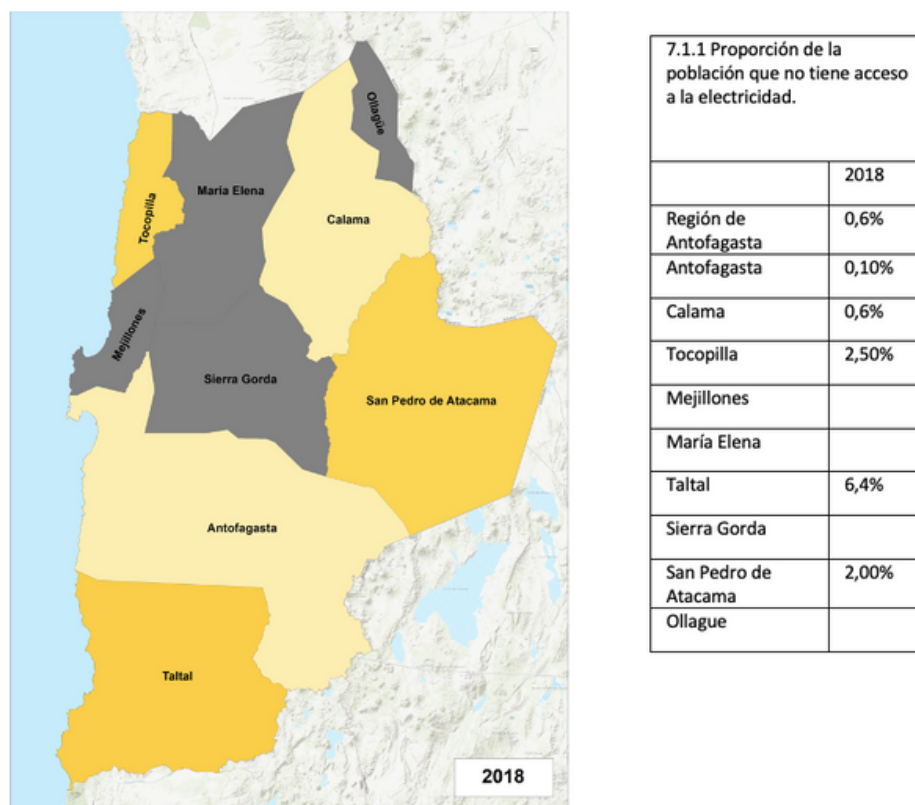 Ollagüe
María Elena
Tocopilla
Calama
Mejillones
Sierra Gorda
San Pedro de Atacama
Antofagasta
Taltal
2018
7.1.1 Proporción de la
población que no tiene acceso
a la electricidad.
2018
Región de
Antofagasta
0,6%
Antofagasta
0,10%
Calama
0,6%
Tocopilla
2,50%
Mejillones
María Elena
Taltal
6,4%
Sierra Gorda
San Pedro de
Atacama
2,00%
Ollague